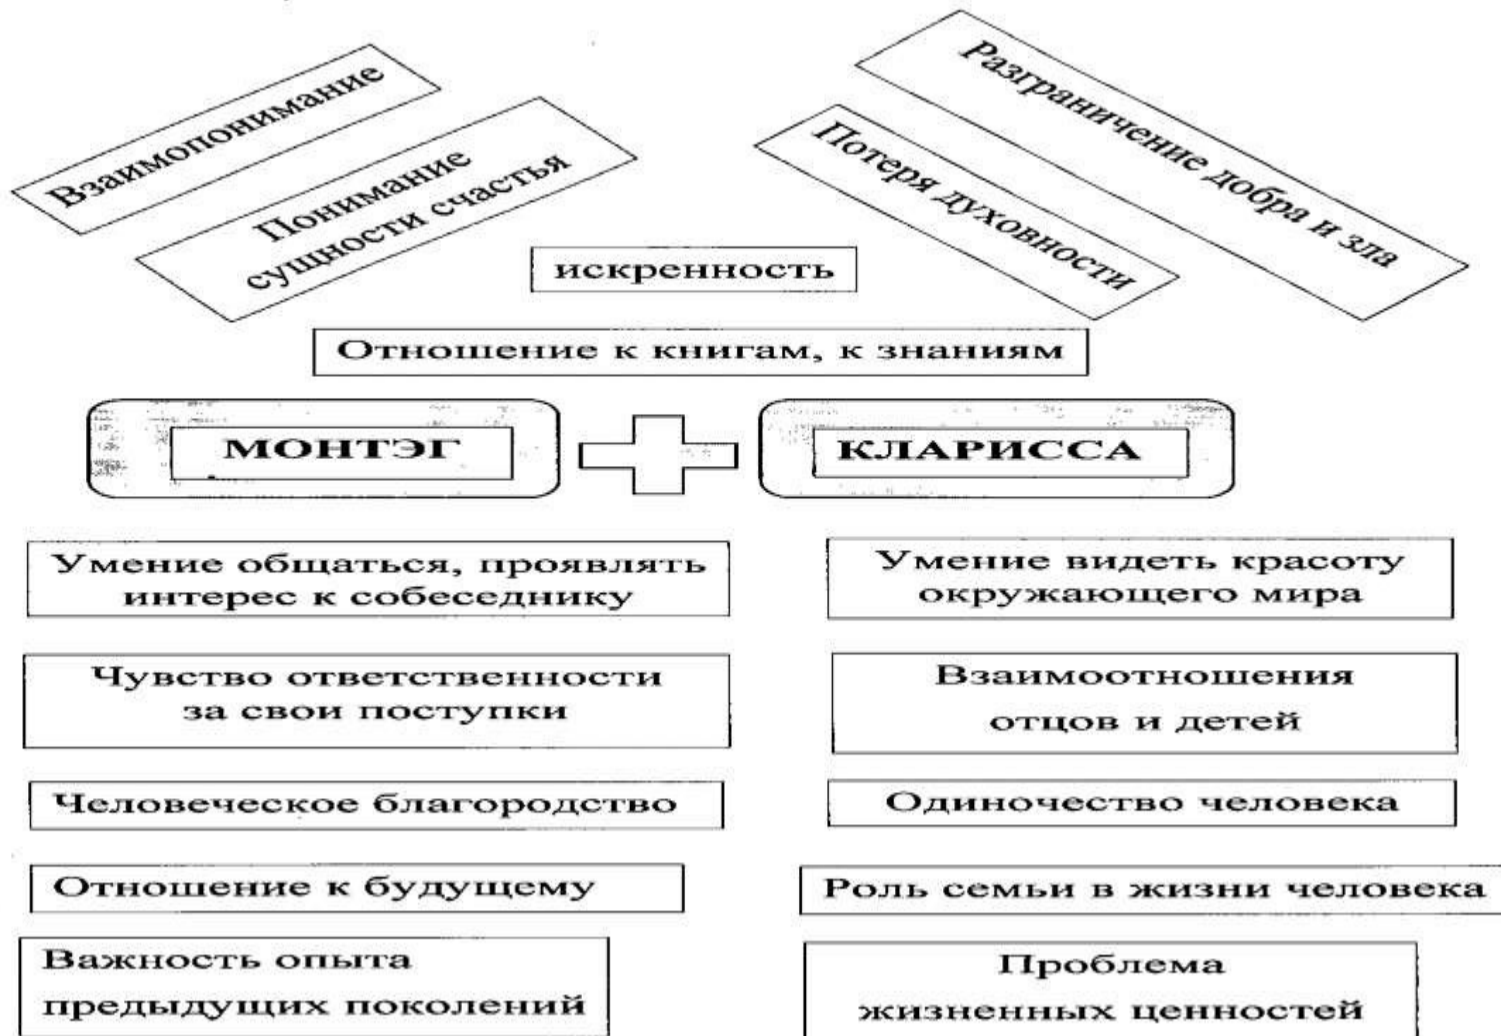 Взаимопонимание
Понимание
сущности счастья
Потеря духовности
Разграничение добра и зла
искренность
Отношение к книгам, к знаниям
МОНТЭГ
КЛАРИССА
Умение общаться, проявлять
интерес к собеседнику
Умение видеть красоту
окружающего мира
Чувство ответственности
за свои поступки
Взаимоотношения
отцов и детей
Человеческое благородство
Одиночество человека
Отношение к будущему
Роль семьи в жизни человека
Важность опыта
предыдущих поколений
Проблема
жизненных ценностей